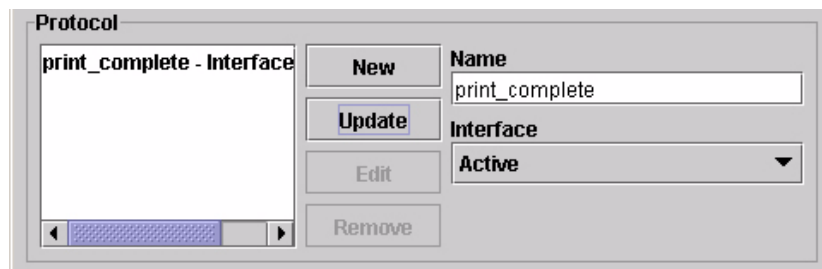 Protocol
print_complete - Interface
New
Update
Edit
Remove
Name
print_complete
Interface
Active